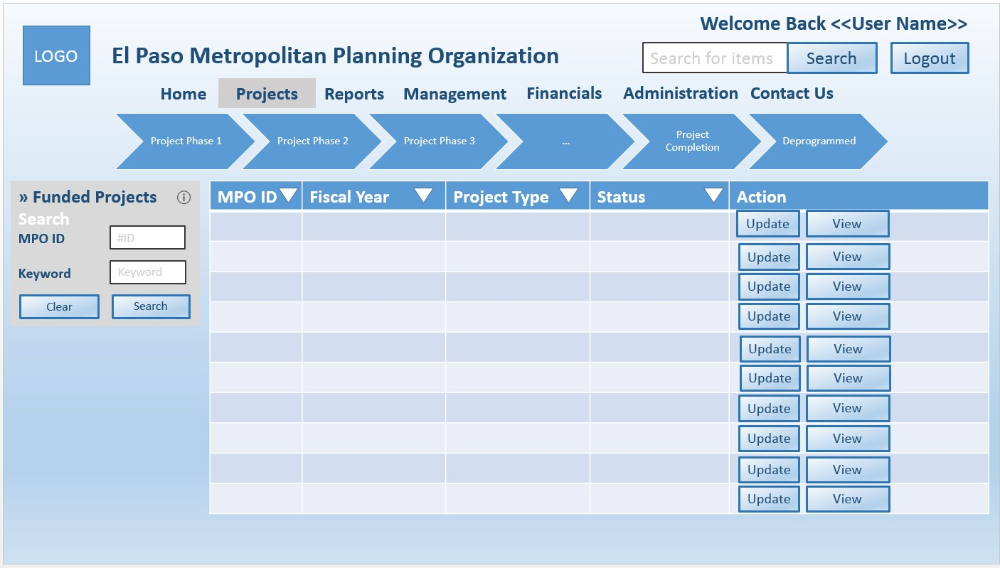 Welcome Back <<User Name>>
LOGO
El Paso Metropolitan Planning Organization
Search for items Search Logout
Home Projects Reports Management Financials Administration Contact Us
Project Phase 1 Project Phase 2 Project Phase 3 ... Project Completion Deprogrammed
» Funded Projects i
Search
MPO ID #ID
Keyword Keyword
Clear Search
MPO ID Fiscal Year Project Type Status Action
Update View
Update View
Update View
Update View
Update View
Update View
Update View
Update View
Update View
Update View